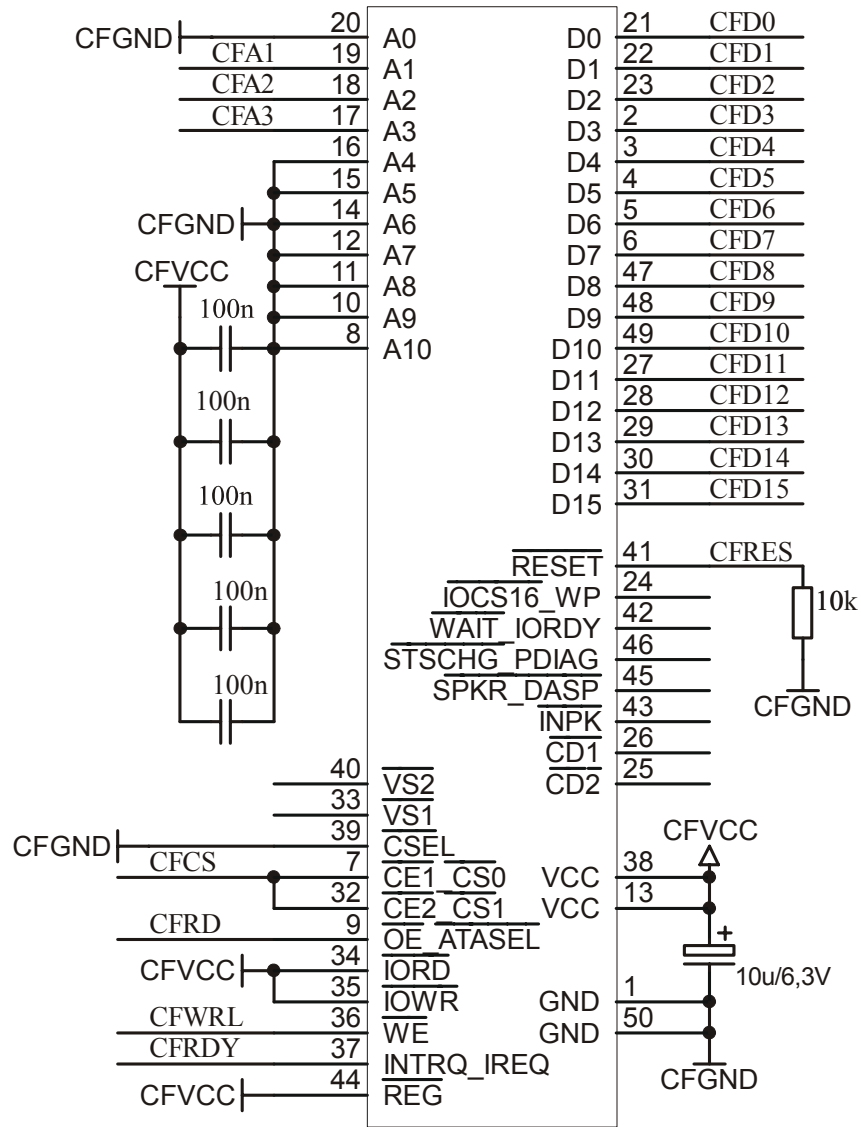 20 21 CFD0
CFGND A0 D0
CFA1 19 22 CFD1
A1 D1
CFA2 18 23 CFD2
A2 D2
CFA3 17 2 CFD3
A3 D3
16 3 CFD4
A4 D4
15 4 CFD5
A5 D5
14 5 CFD6
CFGND A6 D6
12 6 CFD7
A7 D7
CFVCC 11 47 CFD8
A8 D8
100n 10 48 CFD9
A9 D9
8 49 CFD10
A10 D10
27 CFD11
D11
100n 28 CFD12
D12
29 CFD13
D13
30 CFD14
D14
100n 31 CFD15
D15
41 CFRES
RESET
100n 24 10k
IOCS16_WP
42
WAIT_IORDY
46
STSCHG_PDIAG
100n 45
SPKR_DASP CFGND
43
INPK
26
CD1
40 25
VS2 CD2
33
VS1
39 CFVCC
CFGND CSEL
CFCS 7 38
CE1_CS0 VCC
32 13
CE2_CS1 VCC
CFRD 9 +
OE_ATASEL
34
CFVCC IORD 10u/6,3V
35 1
IOWR GND
CFWRL 36 50
WE GND
CFRDY 37
INTRQ_IREQ CFGND
44
CFVCC REG